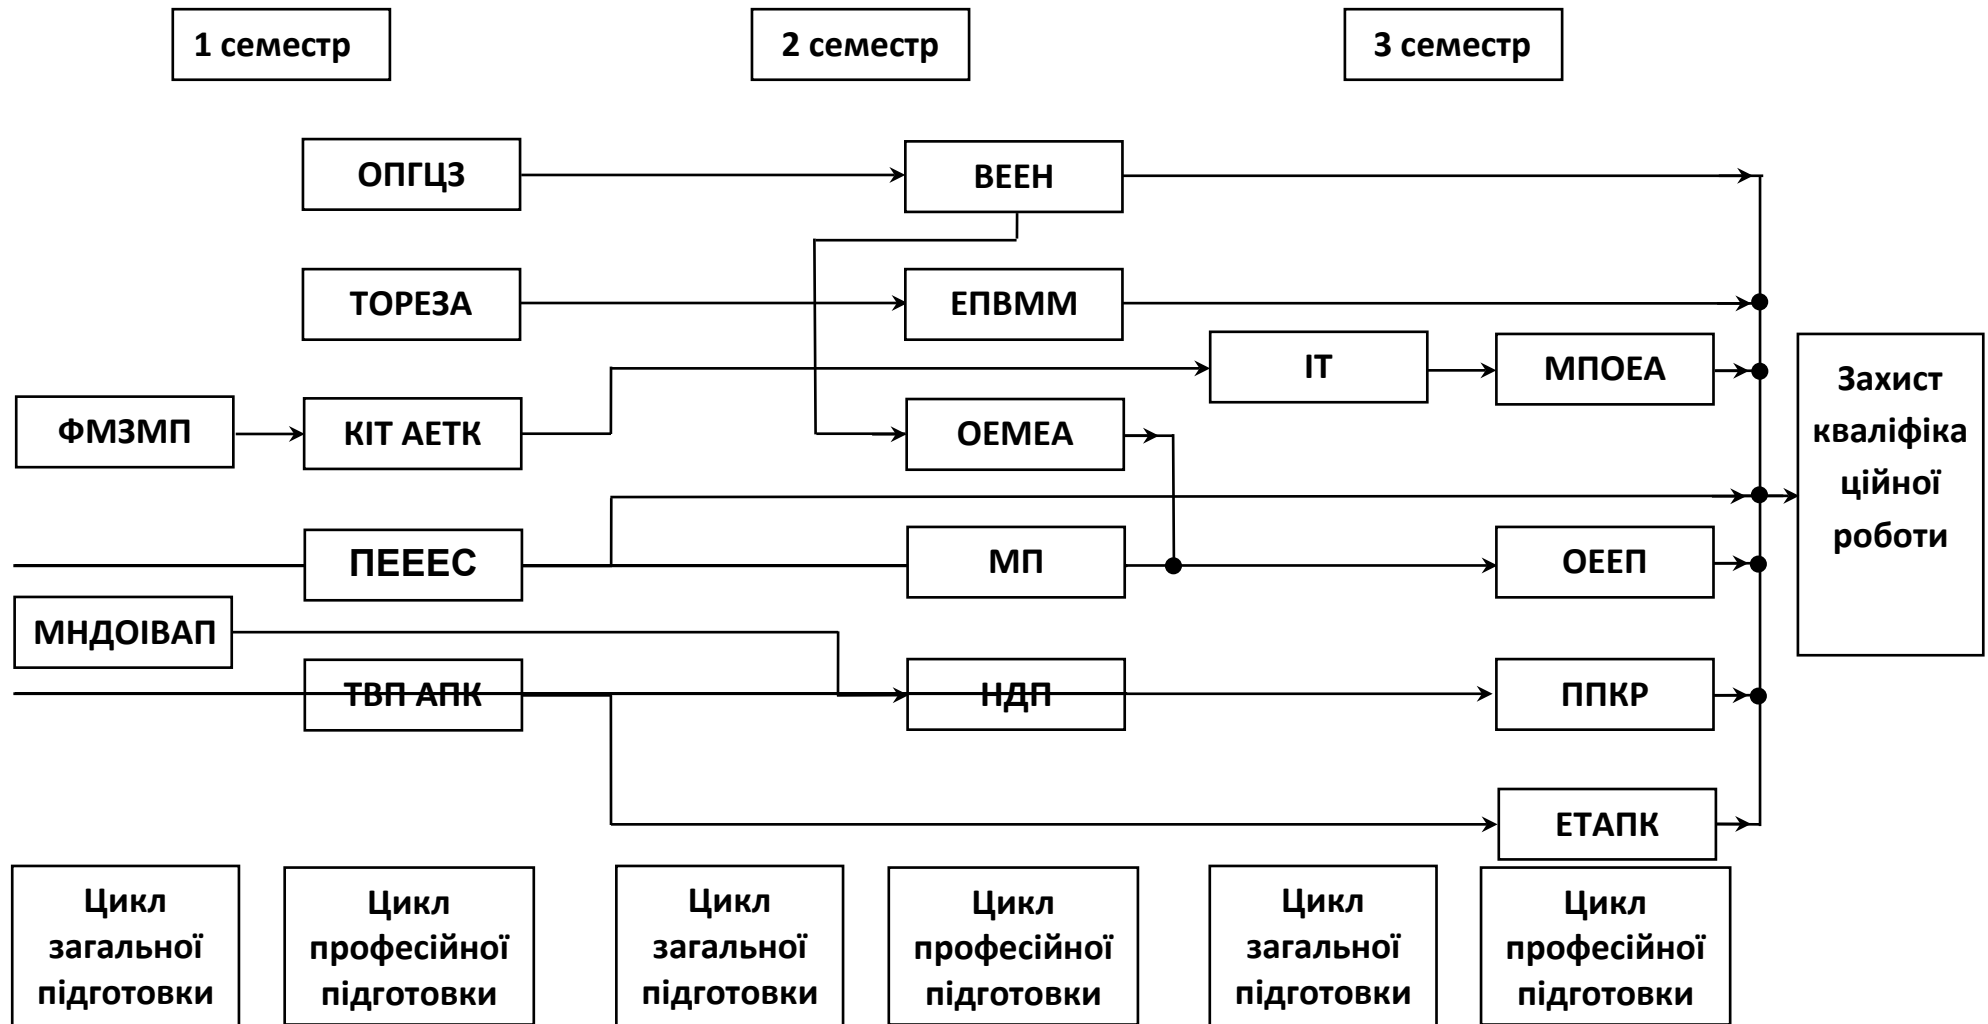 1 семестр
2 семестр
3 семестр
ОПГЦЗ
ВЕЕН
ТОРЕЗА
ЕПВММ
ІТ
МПОЕА
ФМЗМП
КІТ АЕТК
ОЕМЕА
Захист
кваліфіка
ційної
роботи
ПЕЕЕС
МП
ОЕЕП
МНДОІВАП
ТВП АПК
НДП
ППКР
ЕТАПК
Цикл
загальної
підготовки
Цикл
професійної
підготовки
Цикл
загальної
підготовки
Цикл
професійної
підготовки
Цикл
загальної
підготовки
Цикл
професійної
підготовки